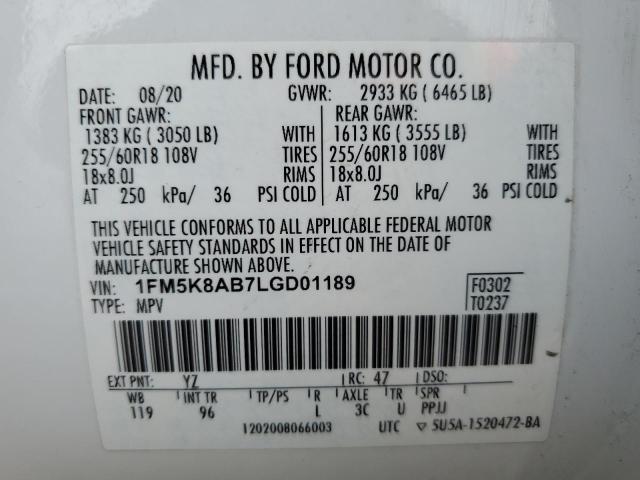 MFD. BY FORD MOTOR CO.
DATE: 08/20 GVWR: 2933 KG ( 6465 LB)
FRONT GAWR: REAR GAWR:
1383 KG ( 3050 LB) WITH 1613 KG ( 3555 LB) WITH
255/60R18 108V TIRES 255/60R18 108V TIRES
18x8.0J RIMS 18x8.0J RIMS
AT 250 kPa/ 36 PSI COLD AT 250 kPa/ 36 PSI COLD
THIS VEHICLE CONFORMS TO ALL APPLICABLE FEDERAL MOTOR
VEHICLE SAFETY STANDARDS IN EFFECT ON THE DATE OF
MANUFACTURE SHOWN ABOVE.
VIN: 1FM5K8AB7LGD01189 F0302
TYPE: MPV T0237
EXT PNT: YZ RC: 47 DSO:
WB INT TR TP/PS R AXLE TR SPR
119 96 L 3C U PPJJ
1202008066003 UTC ▽ 5U5A-1520472-BA